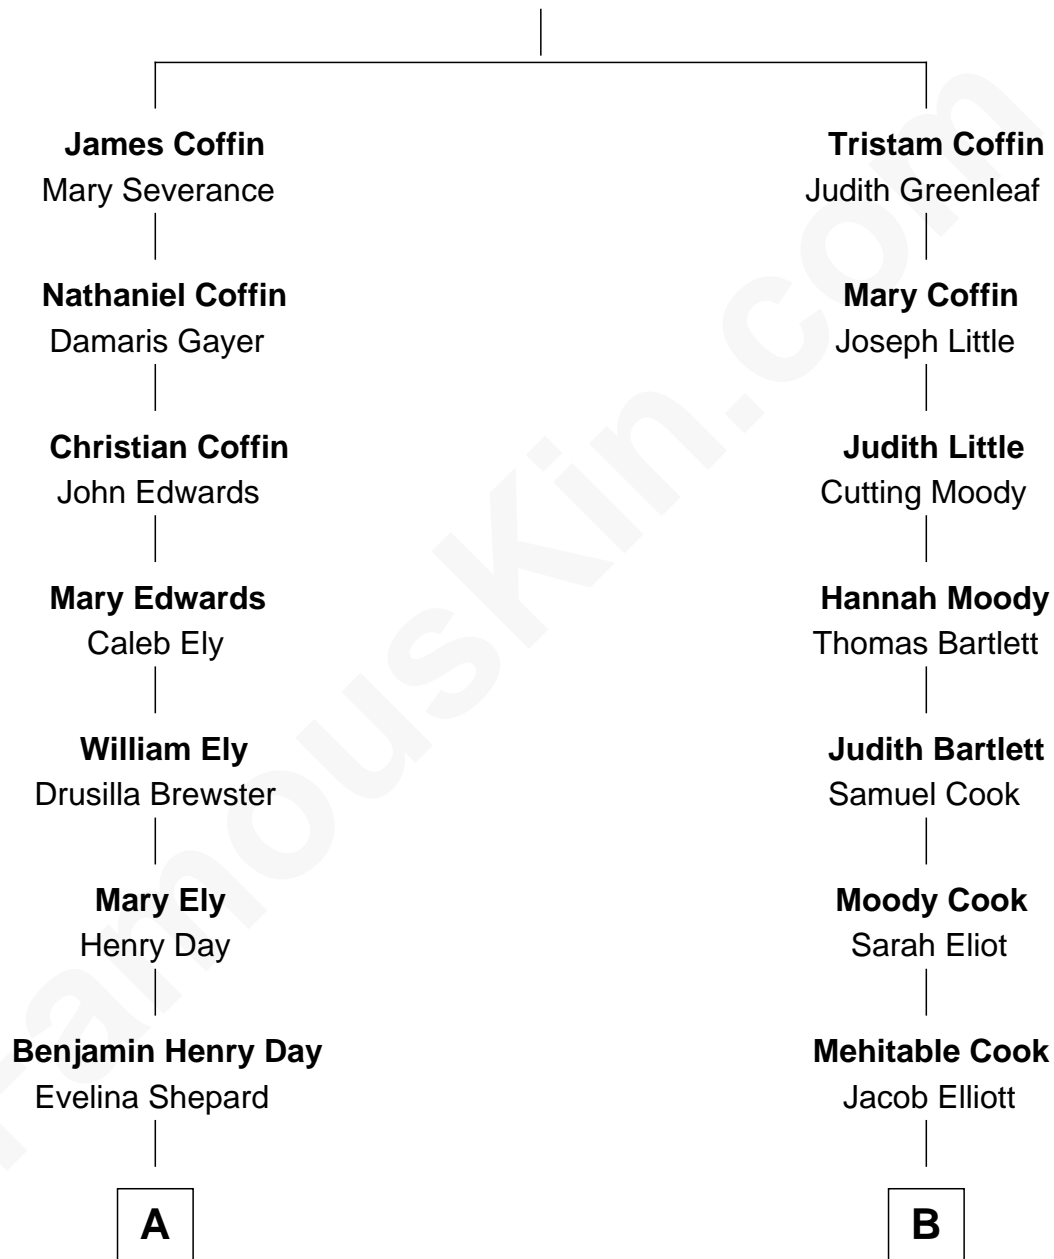 James Coffin
Mary Severance
Nathaniel Coffin
Damaris Gayer
Christian Coffin
John Edwards
Mary Edwards
Caleb Ely
William Ely
Drusilla Brewster
Mary Ely
Henry Day
Benjamin Henry Day
Evelina Shepard
A
Tristam Coffin
Judith Greenleaf
Mary Coffin
Joseph Little
Judith Little
Cutting Moody
Hannah Moody
Thomas Bartlett
Judith Bartlett
Samuel Cook
Moody Cook
Sarah Eliot
Mehitable Cook
Jacob Elliott
B
FamousKin.com